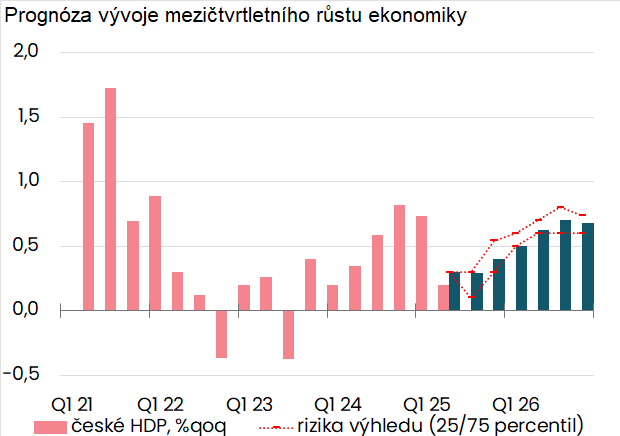 Prognóza vývoje mezičtvrtletního růstu ekonomiky
2,0
1,5
1,0
0,5
0,0
-0,5
Q1 21 Q1 22 Q1 23 Q1 24 Q1 25 Q1 26
české HDP, %qoq rizika výhledu (25/75 percentil)